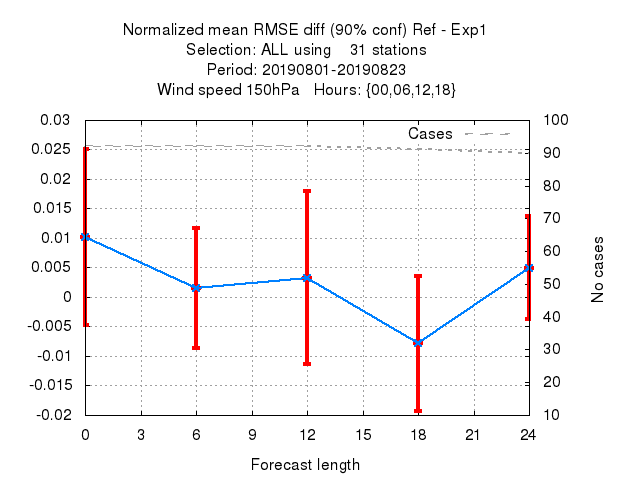 Normalized mean RMSE diff (90% conf) Ref - Exp1
Selection: ALL using    31 stations
Period: 20190801-20190823
Wind speed 150hPa   Hours: {00,06,12,18}
0.03
0.025
0.02
0.015
0.01
0.005
0
-0.005
-0.01
-0.015
-0.02
Cases
100
90
80
70
60
50
40
30
20
10
No cases
0 3 6 9 12 15 18 21 24
Forecast length